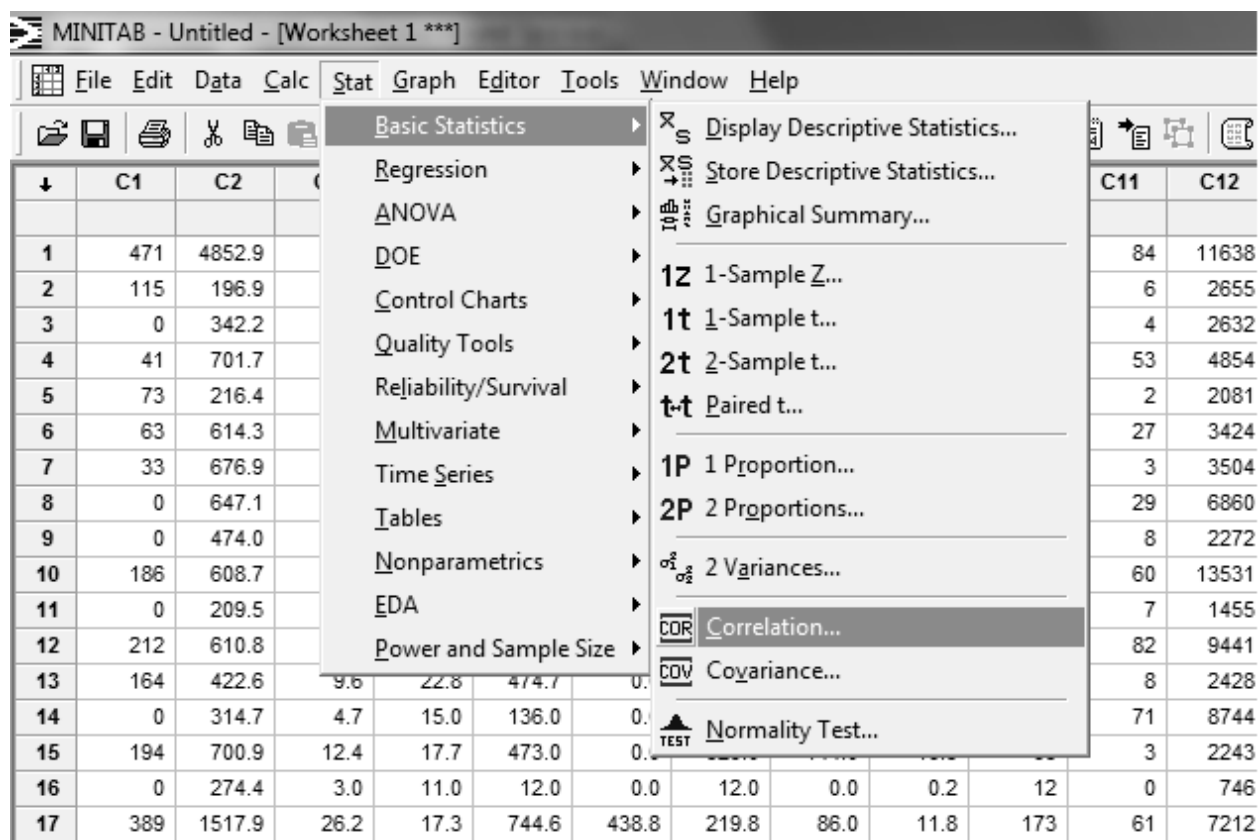 MINITAB - Untitled - [Worksheet 1 ***]
File Edit Data Calc Stat Graph Editor Tools Window Help
Basic Statistics
Regression
ANOVA
DOE
Control Charts
Quality Tools
Reliability/Survival
Multivariate
Time Series
Tables
Nonparametrics
EDA
Power and Sample Size
Display Descriptive Statistics...
Store Descriptive Statistics...
Graphical Summary...
1Z 1-Sample Z...
1t 1-Sample t...
2t 2-Sample t...
t-t Paired t...
1P 1 Proportion...
2P 2 Proportions...
2 Variances...
COR Correlation...
COV Covariance...
TEST Normality Test...
C1 C2 C11 C12
1 471 4852.9 84 11638
2 115 196.9 6 2655
3 0 342.2 4 2632
4 41 701.7 53 4854
5 73 216.4 2 2081
6 63 614.3 27 3424
7 33 676.9 3 3504
8 0 647.1 29 6860
9 0 474.0 8 2272
10 186 608.7 60 13531
11 0 209.5 7 1455
12 212 610.8 82 9441
13 164 422.6 9.6 22.8 474.7 8 2428
14 0 314.7 4.7 15.0 136.0 71 8744
15 194 700.9 12.4 17.7 473.0 3 2243
16 0 274.4 3.0 11.0 12.0 0.0 12.0 0.0 0.2 12 0 746
17 389 1517.9 26.2 17.3 744.6 438.8 219.8 86.0 11.8 173 61 7212